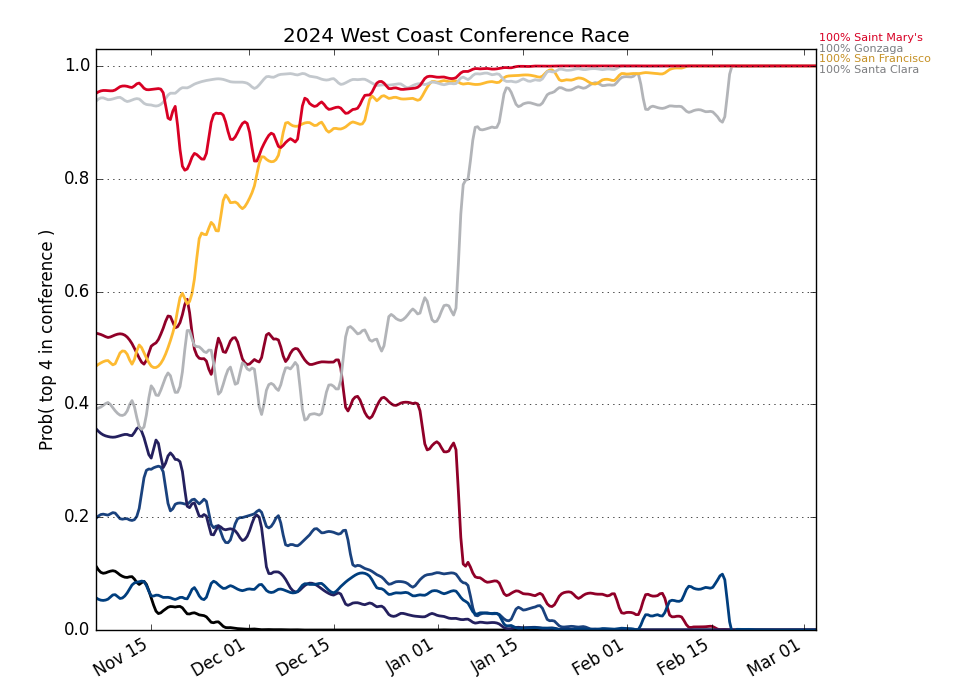 2024 West Coast Conference Race
100% Saint Mary's
100% Gonzaga
100% San Francisco
100% Santa Clara
Prob( top 4 in conference )
1.0
0.8
0.6
0.4
0.2
0.0
Nov 15
Dec 01
Dec 15
Jan 01
Jan 15
Feb 01
Feb 15
Mar 01